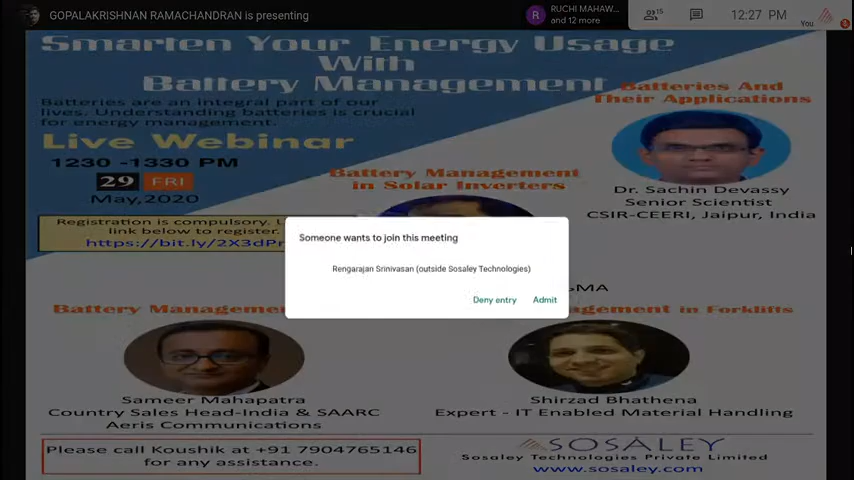 GOPALAKRISHNAN RAMACHANDRAN is presenting
R
RUCHI MAHAW...
and 12 more
15
12:27 PM
You
Smarten Your Energy Usage
With
Battery Management
Batteries are an integral part of our
lives. Understanding batteries is crucial
for energy management.
Live Webinar
1230 -1330 PM
29 FRI
May,2020
Registration is compulsory.
link below to register.
https://bit.ly/2X3dPr
Batteries And
Their Applications
Dr. Sachin Devassy
Senior Scientist
CSIR-CEERI, Jaipur, India
Battery Management
in Solar Inverters
Someone wants to join this meeting
Rengarajan Srinivasan (outside Sosaley Technologies)
Deny entry Admit
Battery Manageme
in Forklifts
Sameer Mahapatra
Country Sales Head-India & SAARC
Aeris Communications
Shirzad Bhathena
Expert - IT Enabled Material Handling
Please call Koushik at +91 7904765146
for any assistance.
SOSALEY
Sosaley Technologies Private Limited
www.sosaley.com